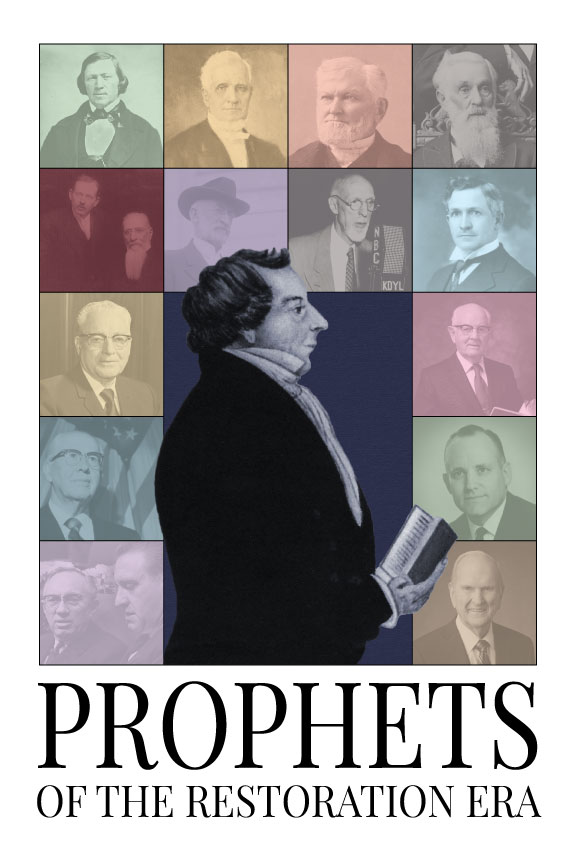 NBC
KDYL
PROPHETS
OF THE RESTORATION ERA